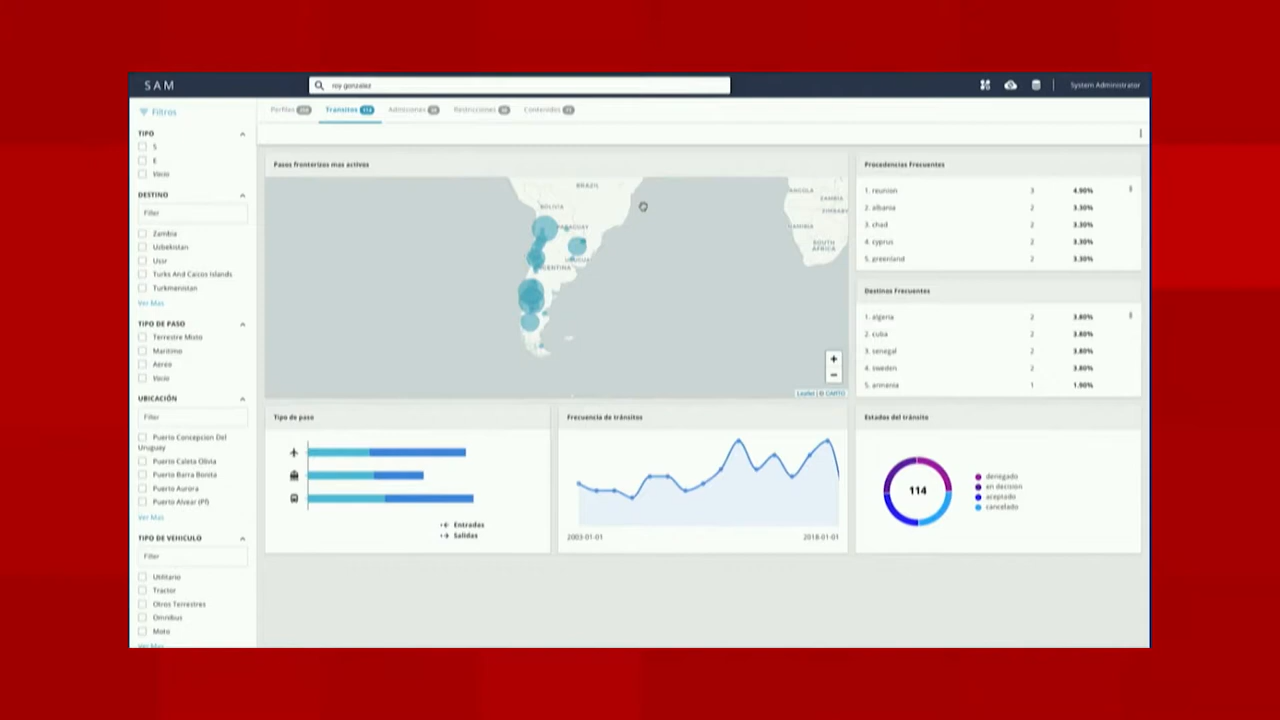 SAM
roy gonzalez
System Administrator
Filtros
Perfiles
Transitos 114
Admisiones
Restricciones
Contenidos
TIPO
S
E
Vacio
DESTINO
Filter
Zambia
Uzbekistan
Ussr
Turks And Caicos Islands
Turkmenistan
Ver Mas
TIPO DE PASO
Terrestre Mixto
Maritimo
Aereo
Vacio
UBICACIÓN
Filter
Puerto Concepcion Del
Uruguay
Puerto Caleta Olivia
Puerto Barra Bonita
Puerto Aurora
Puerto Alvear (Pf)
Ver Mas
TIPO DE VEHICULO
Filter
Utilitario
Tractor
Otros Terrestres
Omnibus
Moto
Ver Mas
Pasos fronterizos mas activos
BRAZIL
BOLIVIA
PARAGUAY
URUGUAY
ARGENTINA
ANGOLA
ZAMBIA
ZIMBABW
NAMIBIA
SOUTH
AFRICA
+
−
Leaflet | © CARTO
Procedencias Frecuentes
1. reunion 3 4.90%
2. albania 2 3.30%
3. chad 2 3.30%
4. cyprus 2 3.30%
5. greenland 2 3.30%
Destinos Frecuentes
1. algeria 2 3.80%
2. cuba 2 3.80%
3. senegal 2 3.80%
4. sweden 2 3.80%
5. armenia 1 1.90%
Tipo de paso
Entradas
Salidas
Frecuencia de tránsitos
2003-01-01
2018-01-01
Estados del tránsito
114
denegado
en decision
aceptado
cancelado